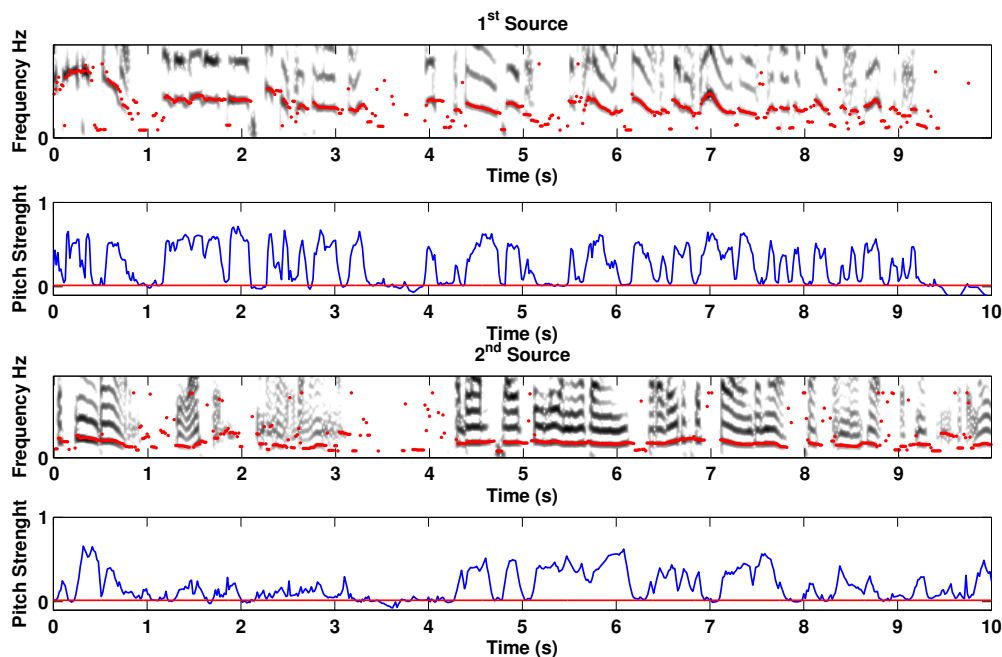 1st Source
Frequency Hz
0
0 1 2 3 4 5 6 7 8 9
Time (s)
Pitch Strenght
1
0
0 1 2 3 4 5 6 7 8 9 10
Time (s)
2nd Source
Frequency Hz
0
0 1 2 3 4 5 6 7 8 9 10
Time (s)
Pitch Strenght
1
0
0 1 2 3 4 5 6 7 8 9 10
Time (s)